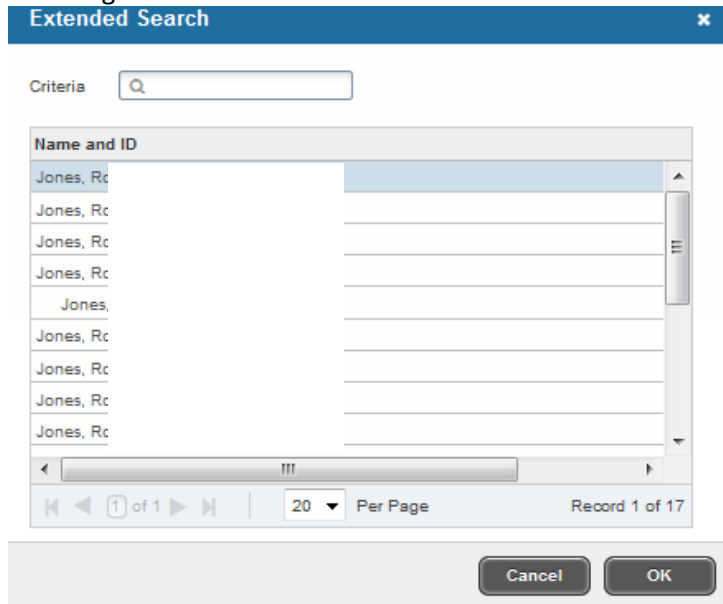 Extended Search
Criteria
Name and ID
Jones, Ro
Jones, Ro
Jones, Ro
Jones, Ro
Jones,
Jones, Ro
Jones, Ro
Jones, Ro
Jones, Ro
1 of 1 20 Per Page Record 1 of 17
Cancel OK